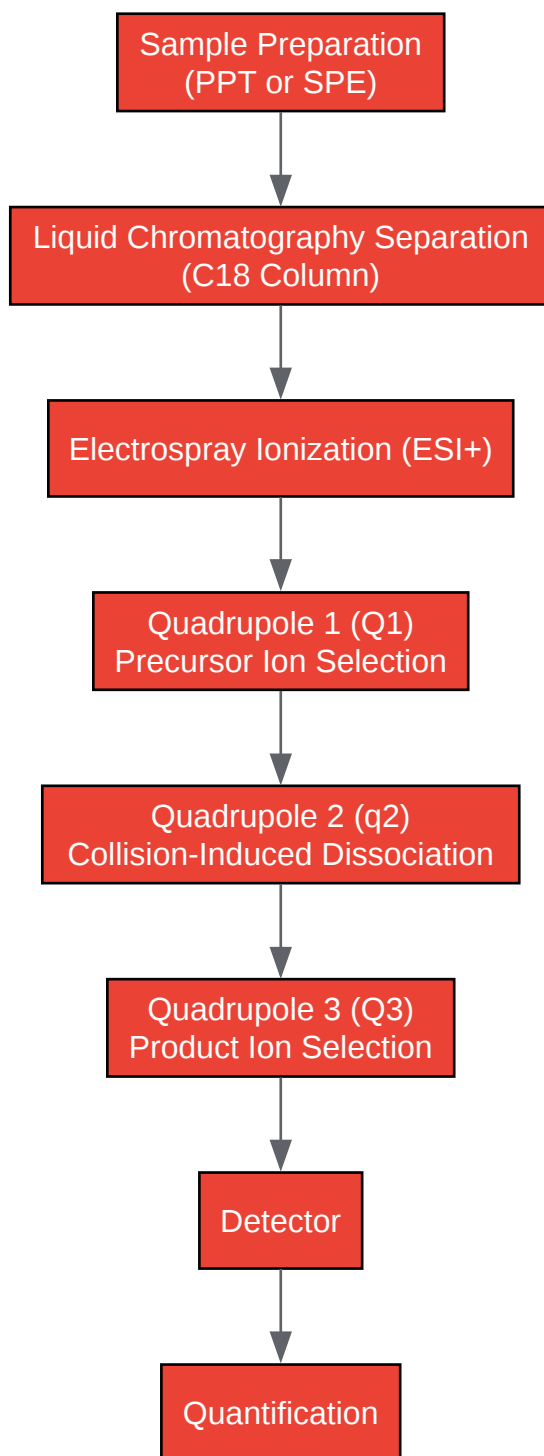 Sample Preparation
(PPT or SPE)
Liquid Chromatography Separation
(C18 Column)
Electrospray Ionization (ESI+)
Quadrupole 1 (Q1)
Precursor Ion Selection
Quadrupole 2 (q2)
Collision-Induced Dissociation
Quadrupole 3 (Q3)
Product Ion Selection
Detector
Quantification